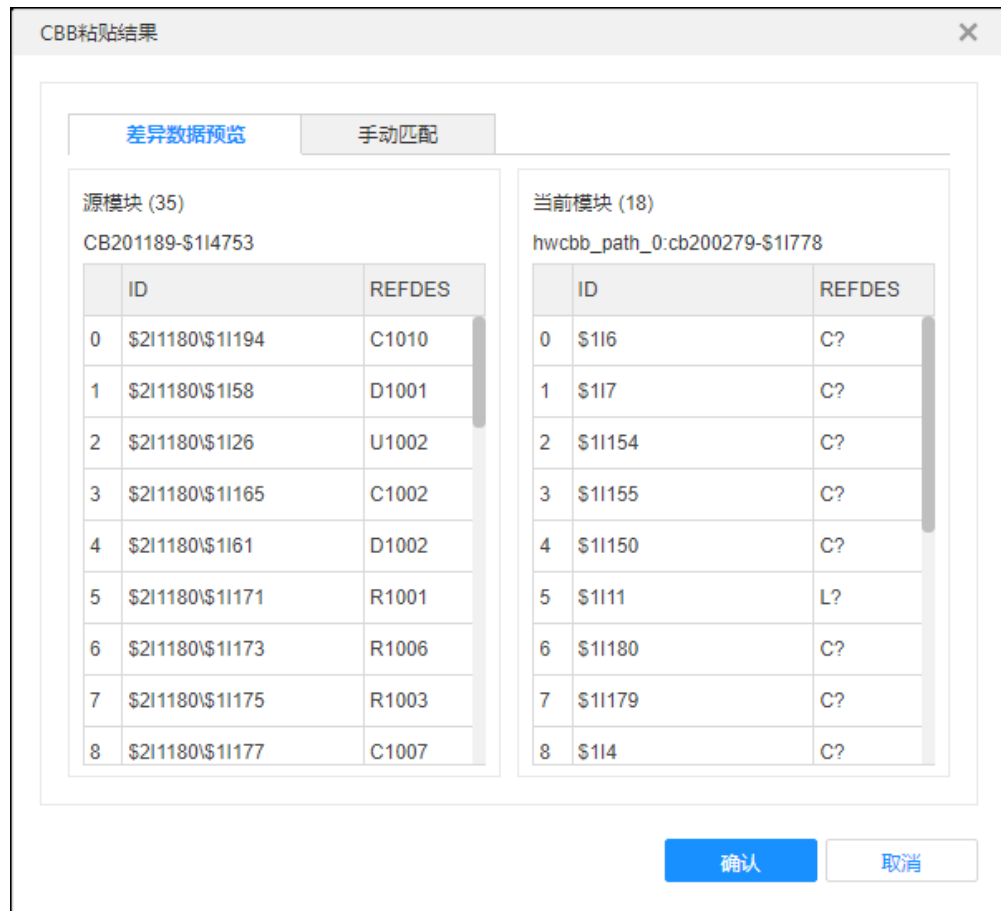 CBB粘贴结果
差异数据预览 手动匹配
源模块 (35)
CB201189-$1I4753
ID REFDES
0 $2I1180\$1I194 C1010
1 $2I1180\$1I58 D1001
2 $2I1180\$1I26 U1002
3 $2I1180\$1I165 C1002
4 $2I1180\$1I61 D1002
5 $2I1180\$1I171 R1001
6 $2I1180\$1I173 R1006
7 $2I1180\$1I175 R1003
8 $2I1180\$1I177 C1007
当前模块 (18)
hwcbb_path_0:cb200279-$1I778
ID REFDES
0 $1I6 C?
1 $1I7 C?
2 $1I154 C?
3 $1I155 C?
4 $1I150 C?
5 $1I11 L?
6 $1I180 C?
7 $1I179 C?
8 $1I4 C?
确认 取消